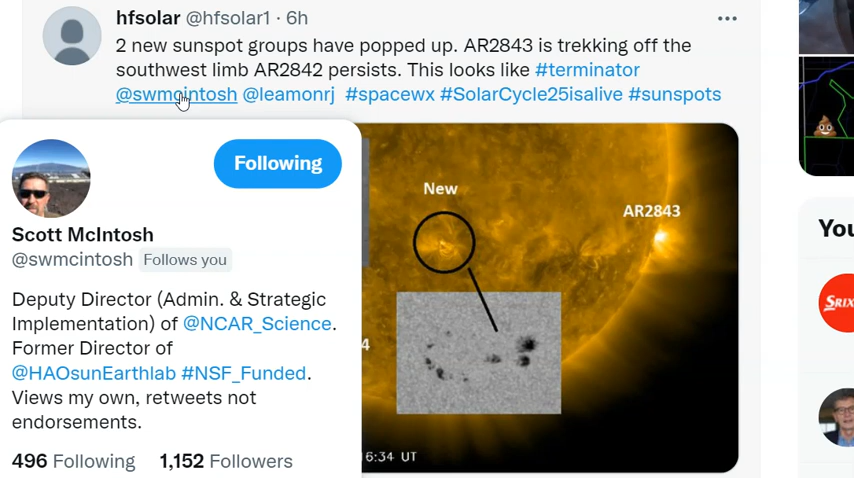 hfsolar @hfsolar1 · 6h
2 new sunspot groups have popped up. AR2843 is trekking off the
southwest limb AR2842 persists. This looks like #terminator
@swmcintosh @leamonrj #spacewx #SolarCycle25isalive #sunspots
Following
Scott McIntosh
@swmcintosh Follows you
Deputy Director (Admin. & Strategic
Implementation) of @NCAR_Science.
Former Director of
@HAOsunEarthlab #NSF_Funded.
Views my own, retweets not
endorsements.
496 Following 1,152 Followers
New
AR2843
4
6:34 UT
You
SRIX